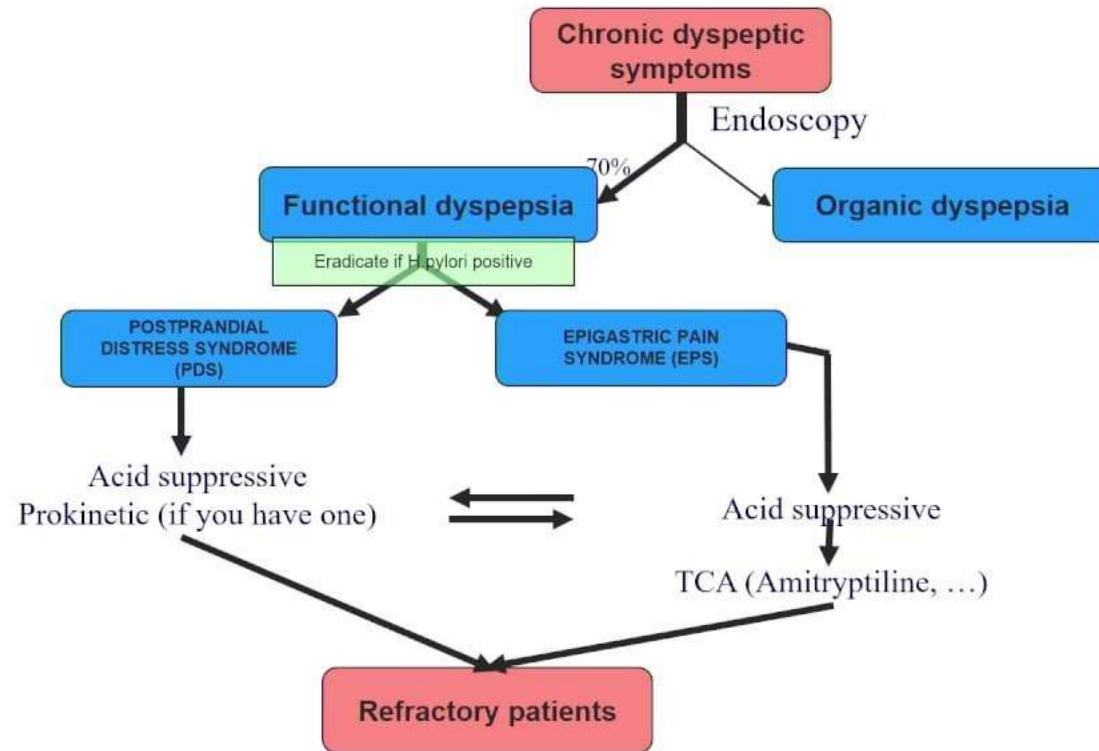 Chronic dyspeptic
symptoms
Endoscopy
70%
Functional dyspepsia
Organic dyspepsia
Eradicate if H.pylori positive
POSTPRANDIAL
DISTRESS SYNDROME
(PDS)
EPIGASTRIC PAIN
SYNDROME (EPS)
Acid suppressive
Prokinetic (if you have one)
Acid suppressive
TCA (Amitryptiline, …)
Refractory patients